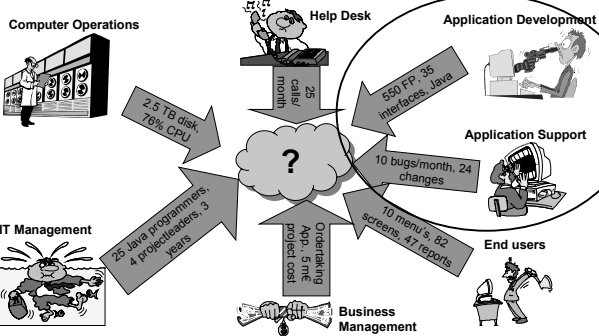 Computer Operations
Help Desk
Application Development
2.5 TB disk,
76% CPU
25
calls/
month
550 FP, 35
interfaces, Java
Application Support
?
10 bugs/month, 24
changes
25 Java programmers,
4 projectleaders, 3
years
10 menu's, 82
screens, 47 reports
IT Management
Ordertaking
App., 5 m€
project cost
End users
Business
Management